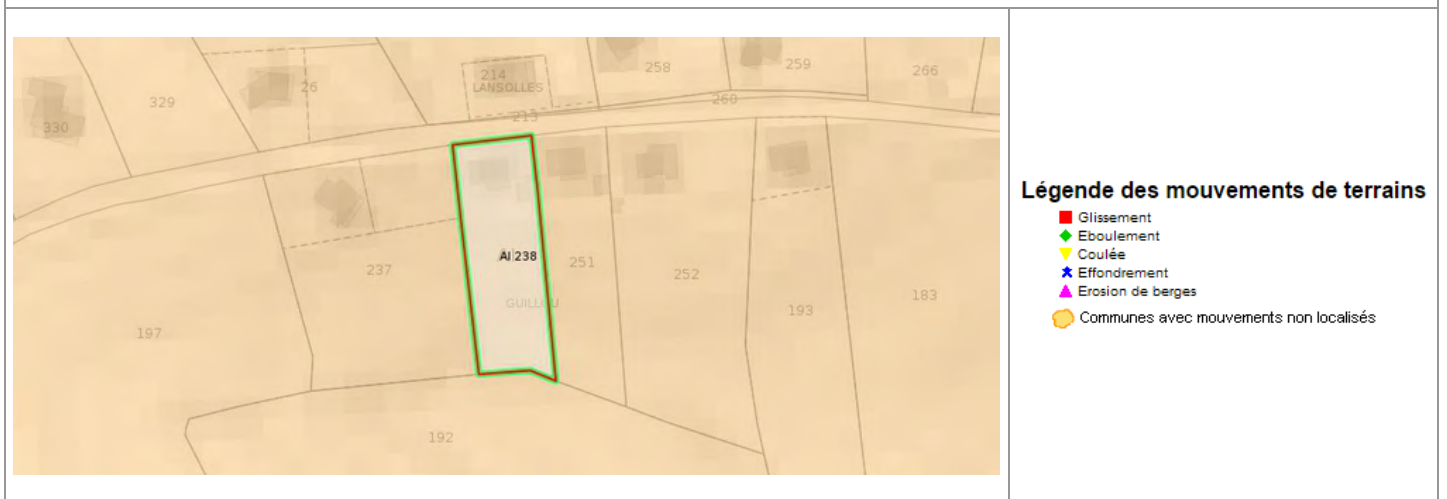 214
LANSOLLES
258
259
266
26
329
260
330
213
AI 238
251
237
252
GUILLOU
183
193
197
192
Légende des mouvements de terrains
Glissement
Eboulement
Coulée
Effondrement
Erosion de berges
Communes avec mouvements non localisés